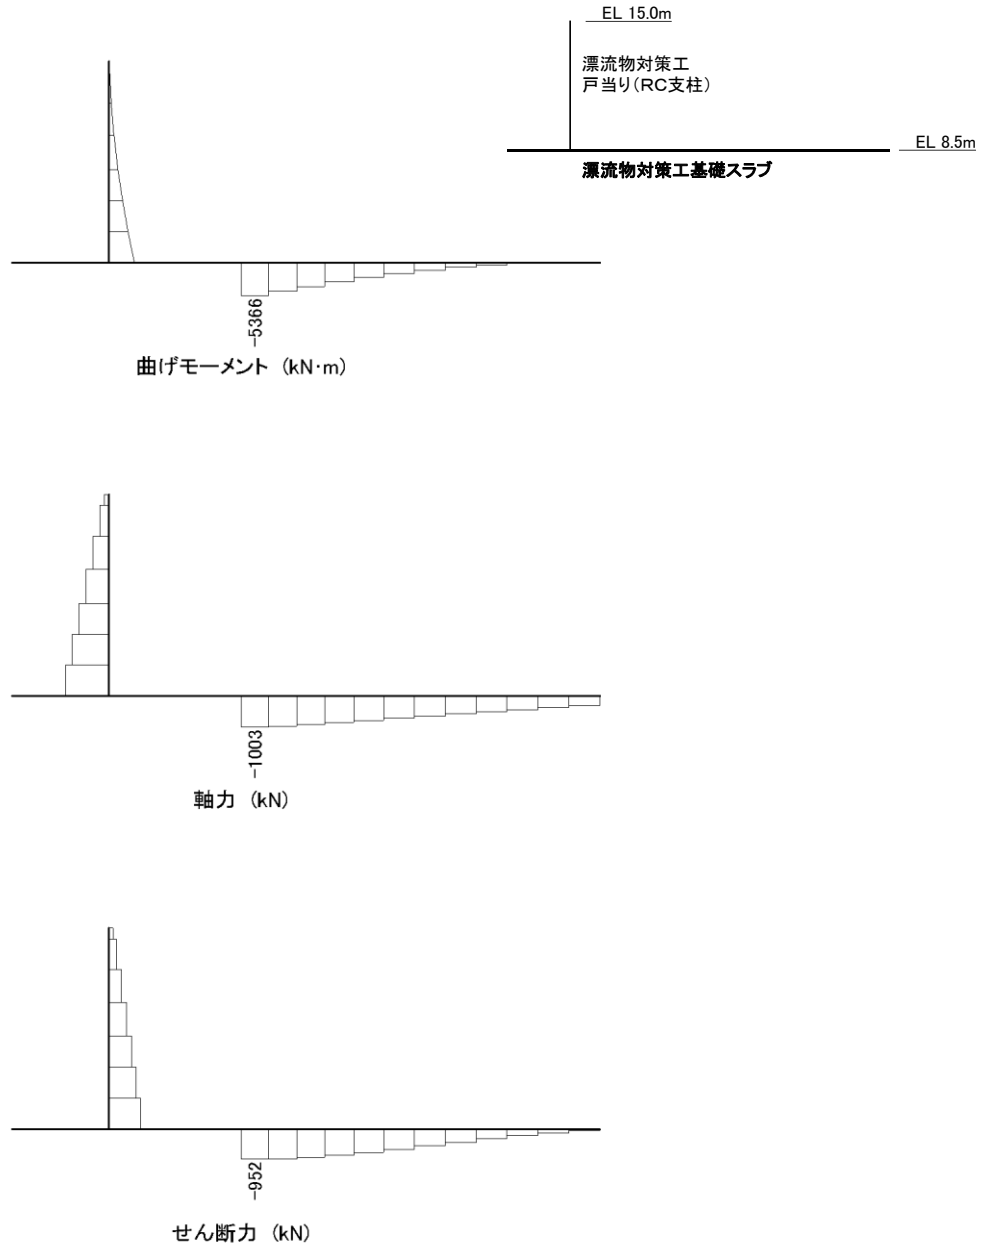 EL 15.0m
漂流物対策工
戸当り(RC支柱)
EL 8.5m
漂流物対策工基礎スラブ
-5366
曲げモーメント (kN·m)
-1003
軸力 (kN)
-952
せん断力 (kN)